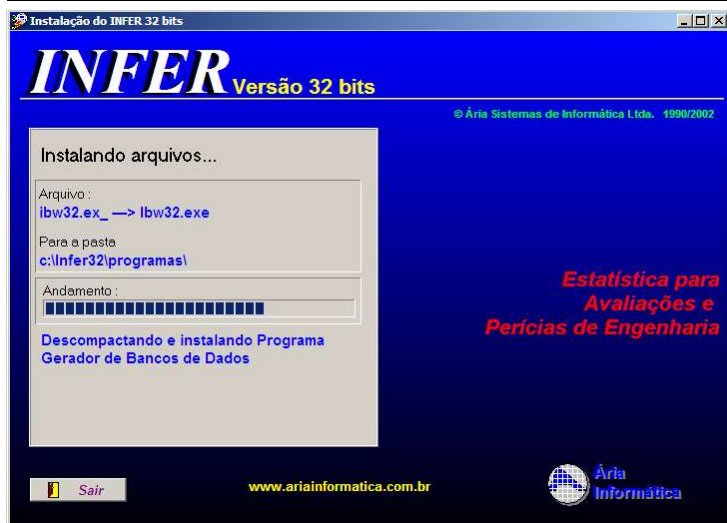 Instalação do INFER 32 bits
INFER Versão 32 bits
© Ária Sistemas de Informática Ltda. 1990/2002
Instalando arquivos...
Arquivo :
ibw32.ex_ —> Ibw32.exe
Para a pasta
c:\Infer32\programas\
Andamento :
Descompactando e instalando Programa
Gerador de Bancos de Dados
Estatística para
Avaliações e
Perícias de Engenharia
Sair
www.ariainformatica.com.br
Ária
Informática